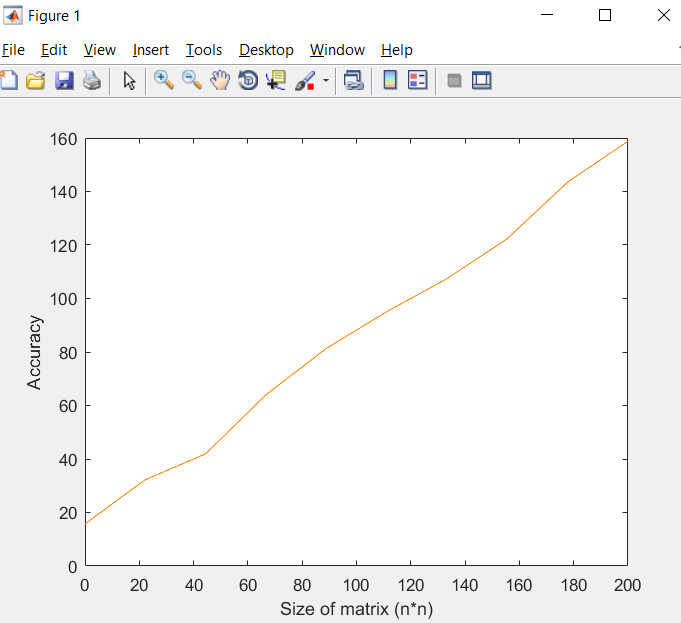 Figure 1
File Edit View Insert Tools Desktop Window Help
160
140
120
100
80
60
40
20
0
Accuracy
0 20 40 60 80 100 120 140 160 180 200
Size of matrix (n*n)